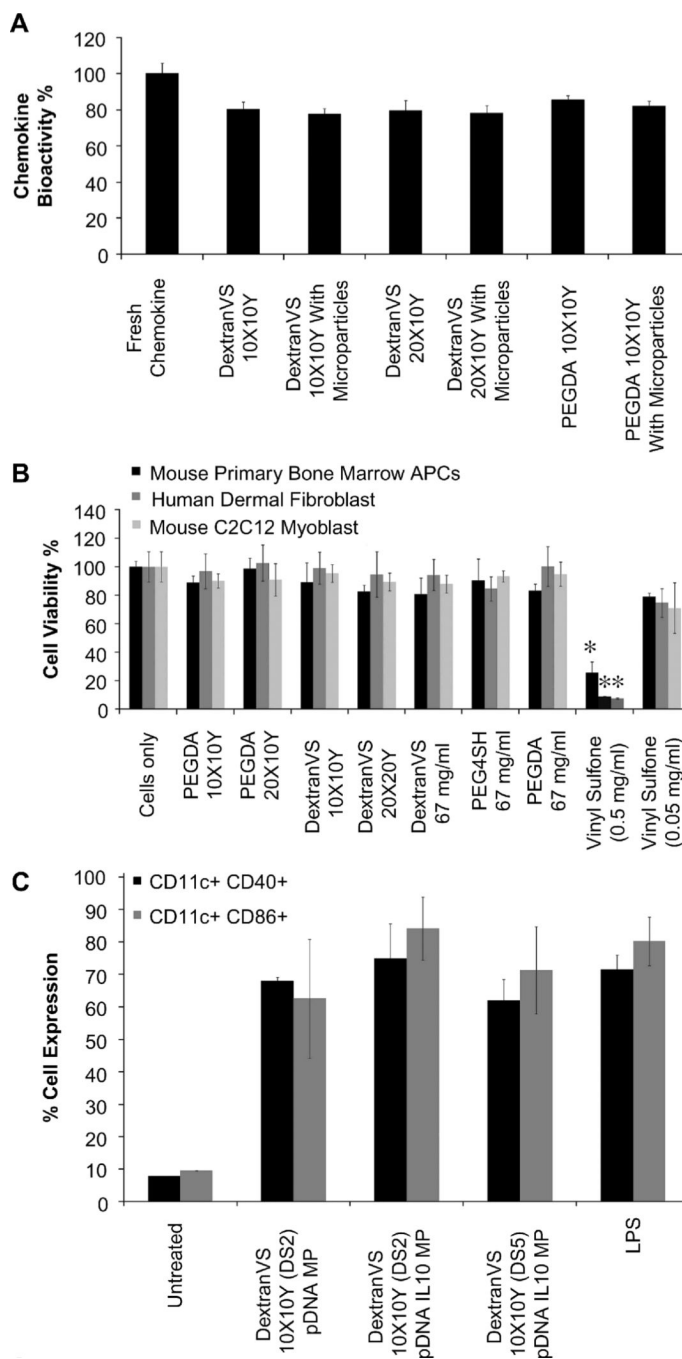 A
Chemokine
Bioactivity %
120
100
80
60
40
20
0
Fresh
Chemokine
DextranVS
10X10Y
DextranVS
10X10Y With
Microparticles
DextranVS
20X10Y
DextranVS
20X10Y With
Microparticles
PEGDA 10X10Y
PEGDA 10X10Y
With Microparticles
B
Mouse Primary Bone Marrow APCs
Human Dermal Fibroblast
Mouse C2C12 Myoblast
Cell Viability %
140
120
100
80
60
40
20
0
*
**
Cells only
PEGDA
10X10Y
PEGDA
20X10Y
DextranVS
10X10Y
DextranVS
20X20Y
DextranVS
67 mg/ml
PEG4SH
67 mg/ml
PEGDA
67 mg/ml
Vinyl Sulfone
(0.5 mg/ml)
Vinyl Sulfone
(0.05 mg/ml)
C
CD11c+ CD40+
CD11c+ CD86+
% Cell Expression
100
90
80
70
60
50
40
30
20
10
0
Untreated
DextranVS
10X10Y (DS2)
pDNA MP
DextranVS
10X10Y (DS2)
pDNA IL10 MP
DextranVS
10X10Y (DS5)
pDNA IL10 MP
LPS